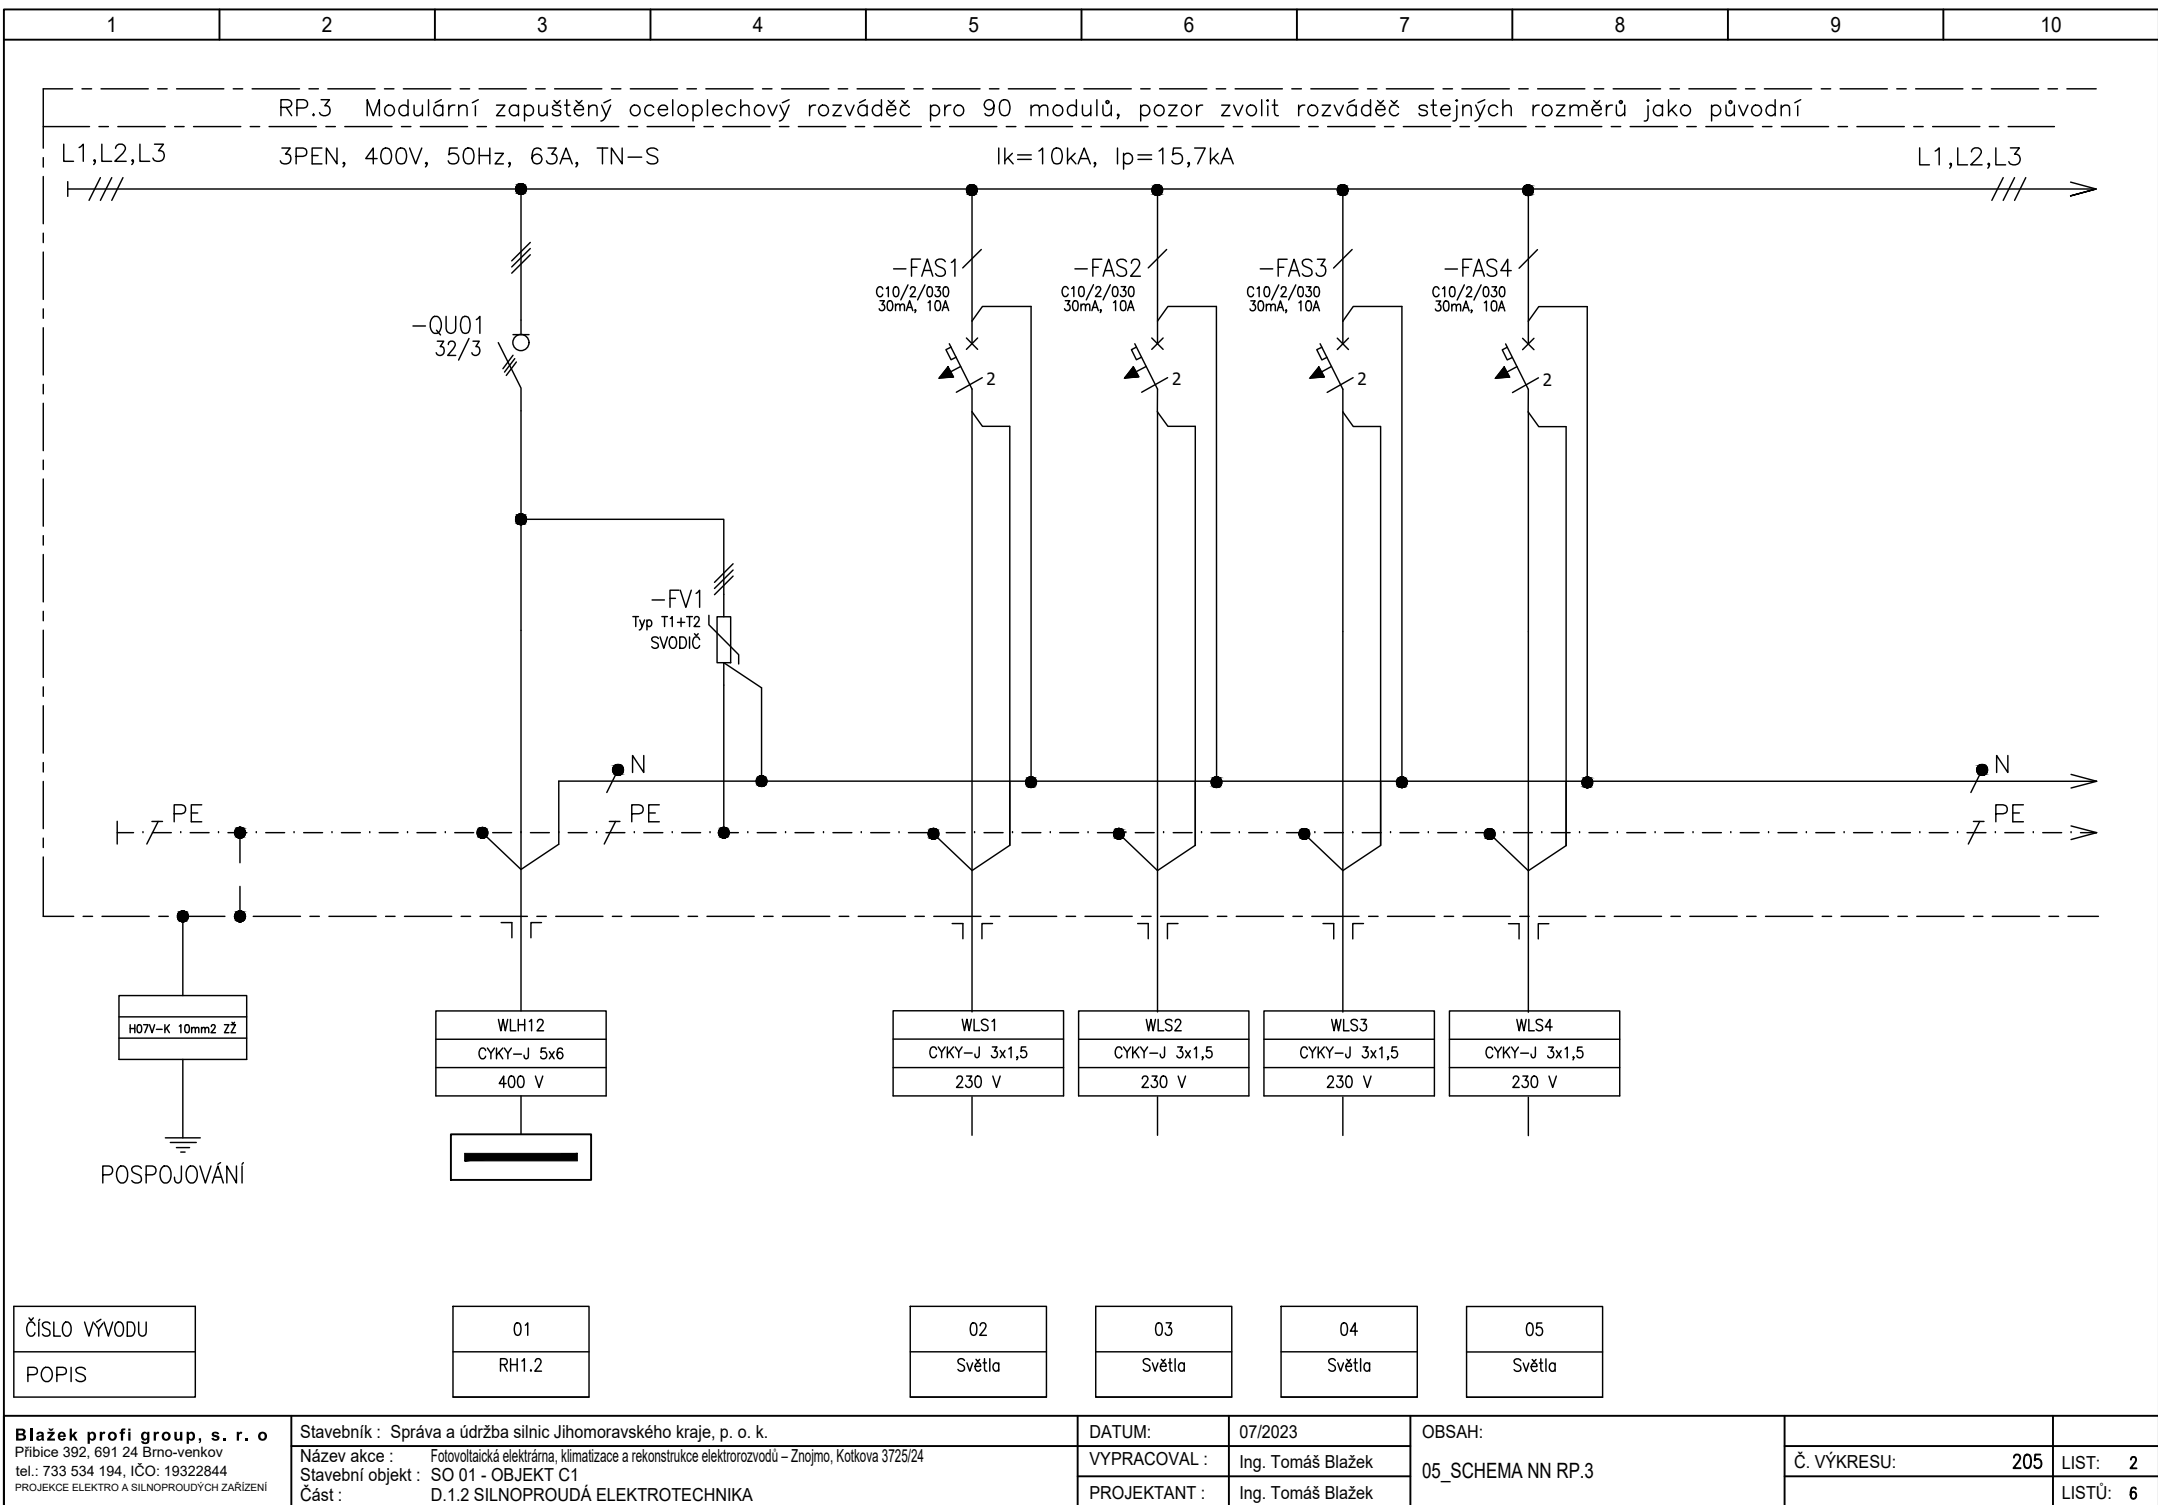 1 2 3 4 5 6 7 8 9 10
RP.3 Modulární zapuštěný oceloplechový rozváděč pro 90 modulů, pozor zvolit rozváděč stejných rozměrů jako původní
L1,L2,L3 3PEN, 400V, 50Hz, 63A, TN-S Ik=10kA, Ip=15,7kA L1,L2,L3
-FAS1 -FAS2 -FAS3 -FAS4
C10/2/030 C10/2/030 C10/2/030 C10/2/030
30mA, 10A 30mA, 10A 30mA, 10A 30mA, 10A
-QU01
32/3
2 2 2 2
-FV1
Typ T1+T2
SVODIČ
N N
PE PE PE
H07V-K 10mm2 ZŽ
WLH12 WLS1 WLS2 WLS3 WLS4
CYKY-J 5x6 CYKY-J 3x1,5 CYKY-J 3x1,5 CYKY-J 3x1,5 CYKY-J 3x1,5
400 V 230 V 230 V 230 V 230 V
POSPOJOVÁNÍ
ČÍSLO VÝVODU 01 02 03 04 05
POPIS RH1.2 Světla Světla Světla Světla
Blažek profi group, s. r. o
Přibice 392, 691 24 Brno-venkov
tel.: 733 534 194, IČO: 19322844
PROJEKCE ELEKTRO A SILNOPROUDÝCH ZAŘÍZENÍ
Stavebník : Správa a údržba silnic Jihomoravského kraje, p. o. k.
Název akce : Fotovoltaická elektrárna, klimatizace a rekonstrukce elektrorozvodů – Znojmo, Kotkova 3725/24
Stavební objekt : SO 01 - OBJEKT C1
Část : D.1.2 SILNOPROUDÁ ELEKTROTECHNIKA
DATUM: 07/2023
VYPRACOVAL : Ing. Tomáš Blažek
PROJEKTANT : Ing. Tomáš Blažek
OBSAH:
05_SCHEMA NN RP.3
Č. VÝKRESU: 205
LIST: 2
LISTŮ: 6